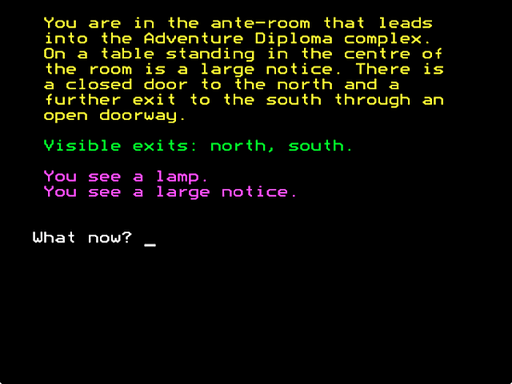 You are in the ante-room that leads
into the Adventure Diploma complex.
On a table standing in the centre of
the room is a large notice. There is
a closed door to the north and a
further exit to the south through an
open doorway.
Visible exits: north, south.
You see a lamp.
You see a large notice.
What now? _